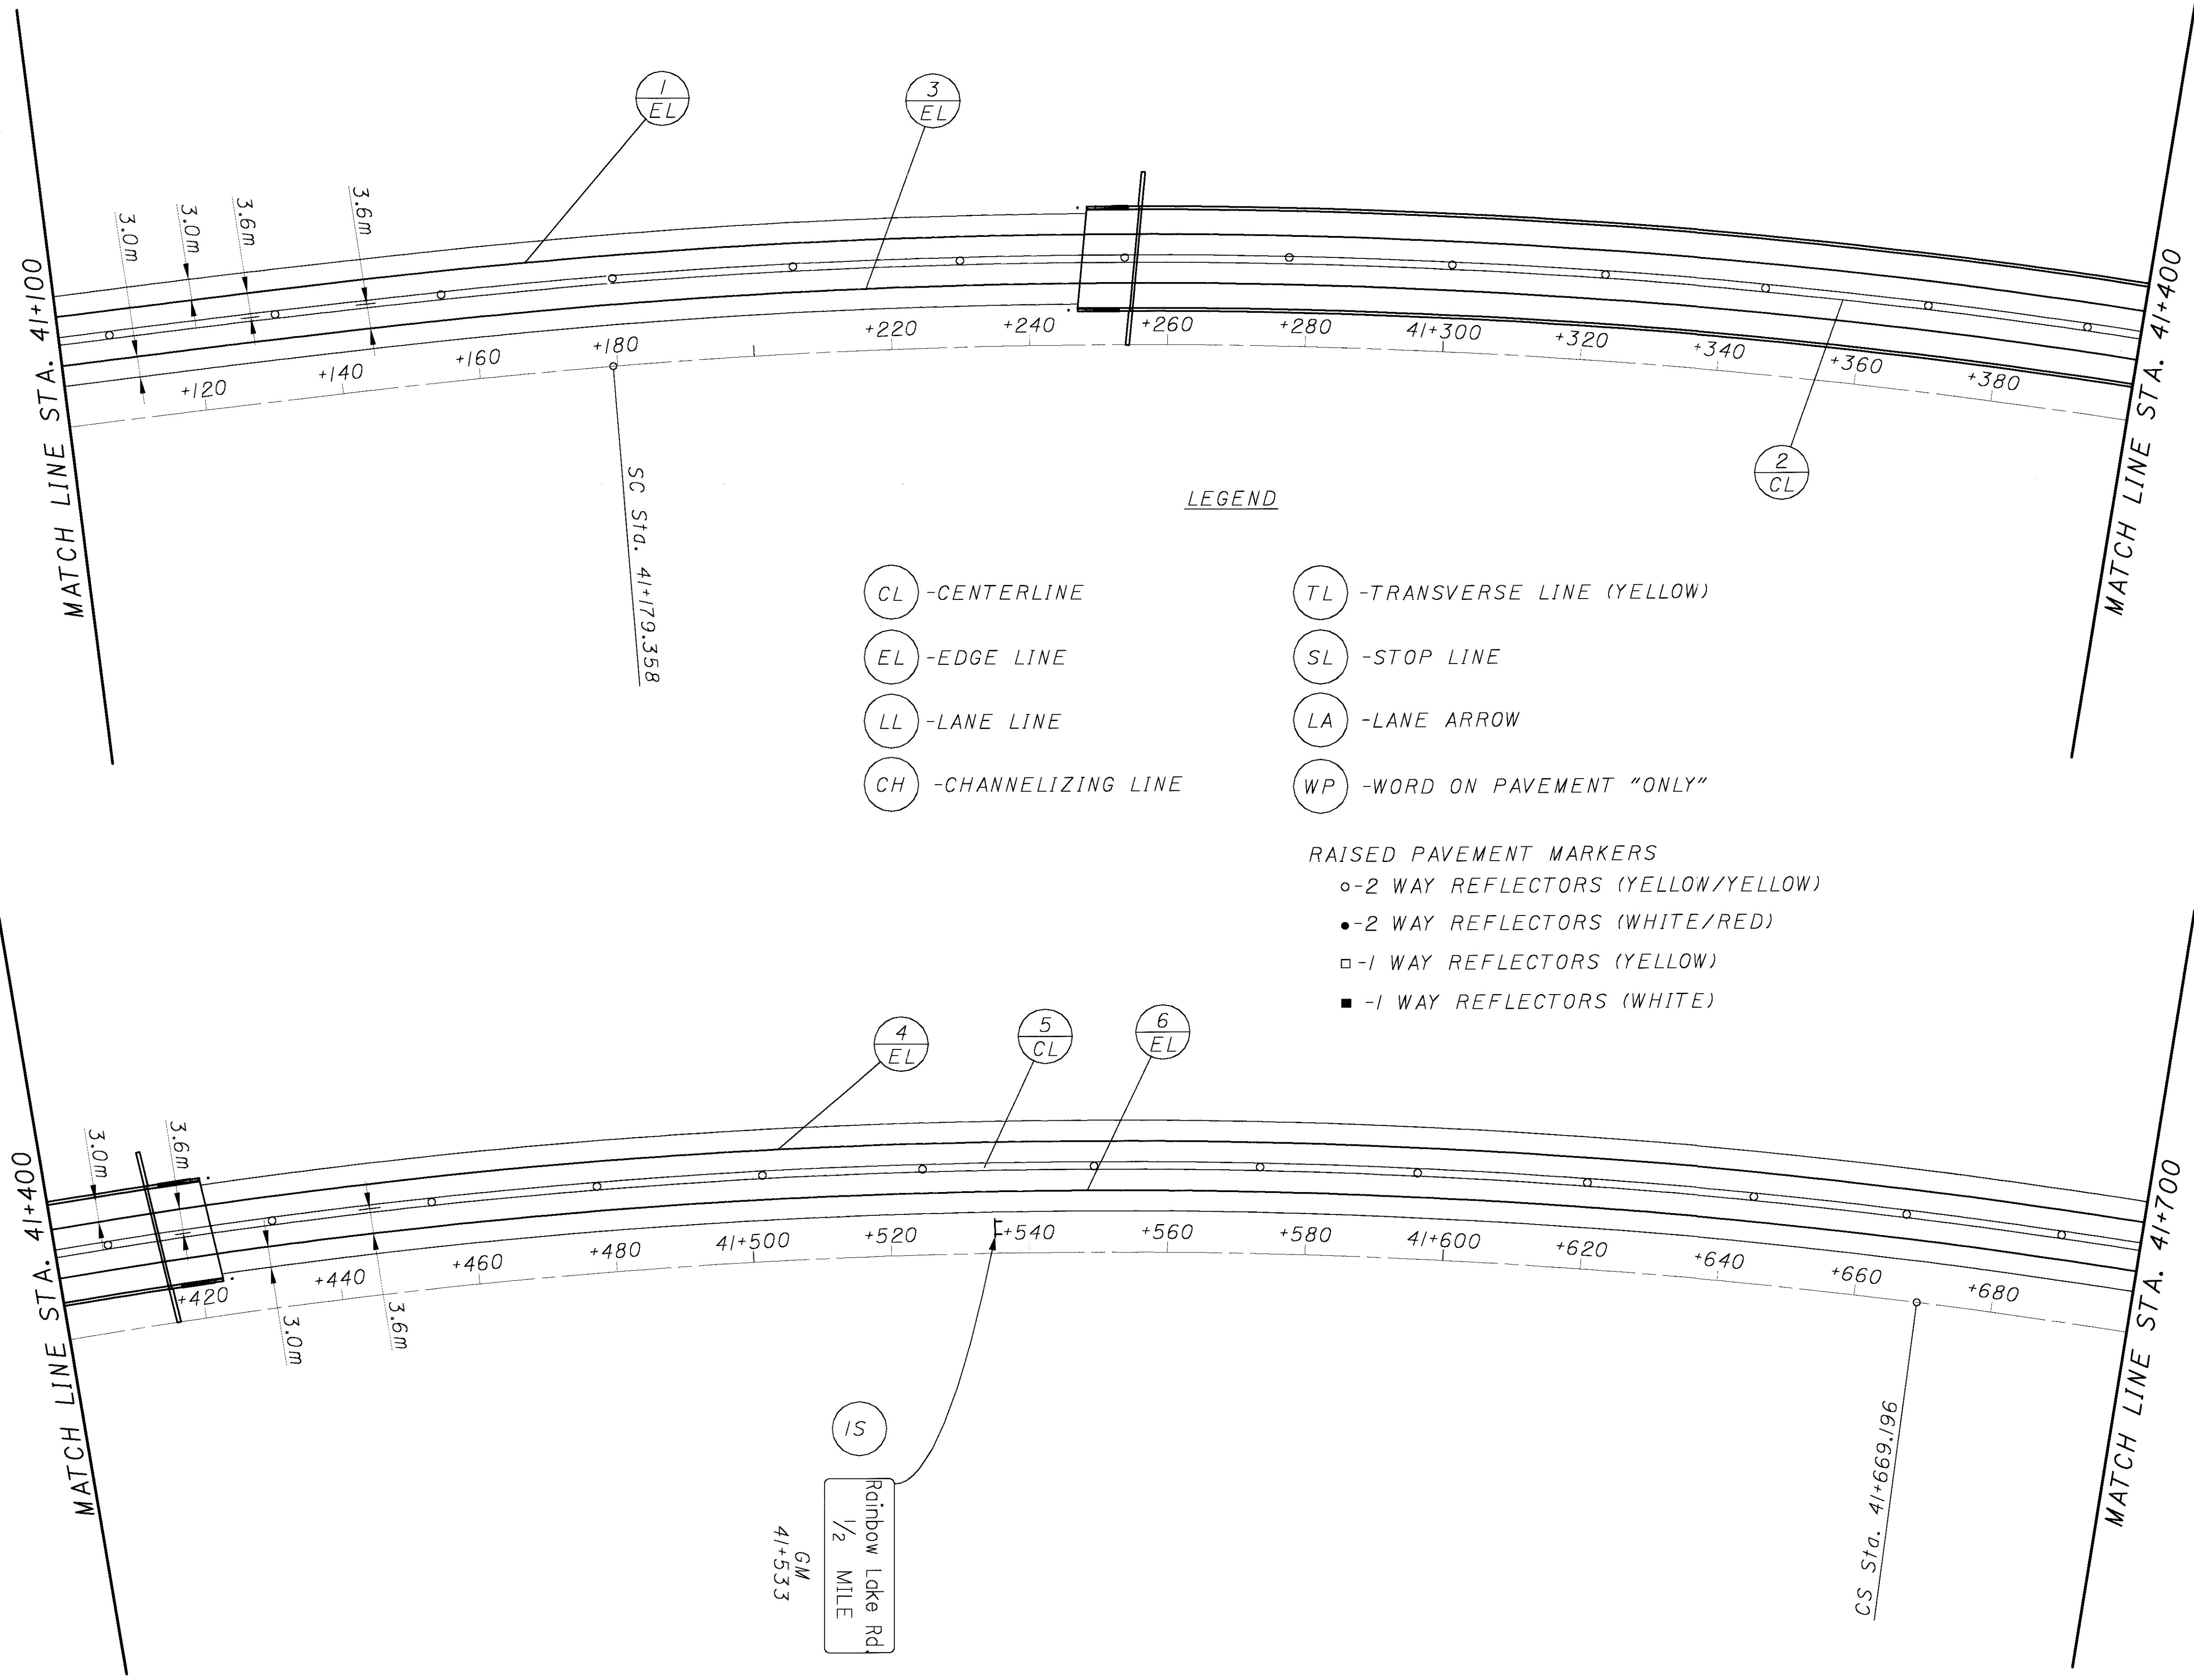 1
EL
3
EL
3.0m
3.0m
3.6m
3.6m
MATCH LINE STA. 41+100
+120
+140
+160
+180
+220
+240
+260
+280
41+300
+320
+340
+360
+380
MATCH LINE STA. 41+400
SC Sta. 41+179.358
2
CL
LEGEND
CL -CENTERLINE
EL -EDGE LINE
LL -LANE LINE
CH -CHANNELIZING LINE
TL -TRANSVERSE LINE (YELLOW)
SL -STOP LINE
LA -LANE ARROW
WP -WORD ON PAVEMENT "ONLY"
RAISED PAVEMENT MARKERS
-2 WAY REFLECTORS (YELLOW/YELLOW)
-2 WAY REFLECTORS (WHITE/RED)
-1 WAY REFLECTORS (YELLOW)
-1 WAY REFLECTORS (WHITE)
4
EL
5
CL
6
EL
3.0m
3.6m
3.0m
3.6m
MATCH LINE STA. 41+400
+420
+440
+460
+480
41+500
+520
+540
+560
+580
41+600
+620
+640
+660
+680
MATCH LINE STA. 41+700
CS Sta. 41+669.196
1S
Rainbow Lake Rd.
1/2 MILE
GM
41+533